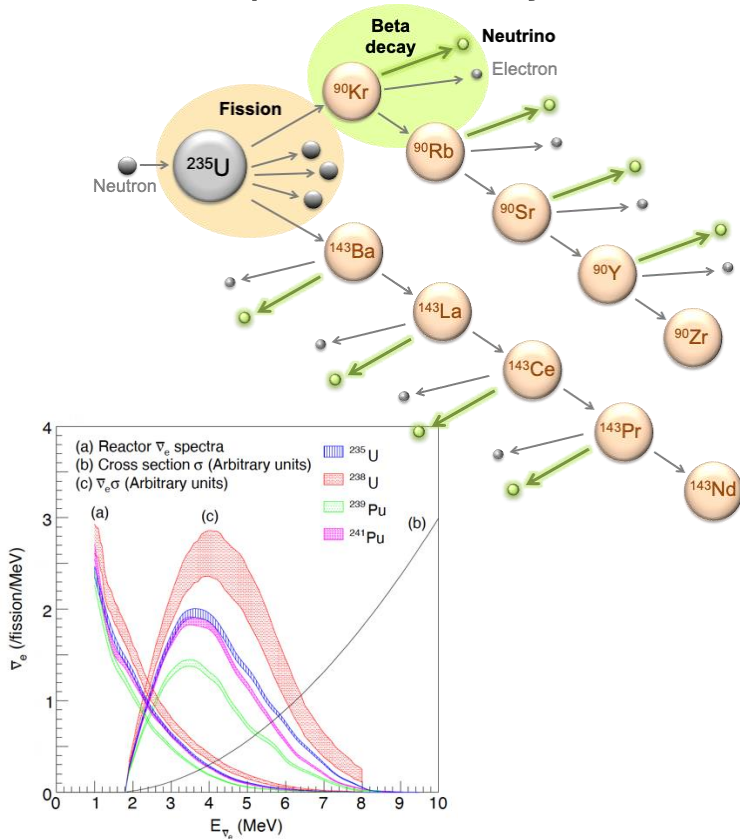 Beta
decay
Neutrino
Electron
⁹⁰Kr
Fission
²³⁵U
Neutron
⁹⁰Rb
⁹⁰Sr
⁹⁰Y
⁹⁰Zr
¹⁴³Ba
¹⁴³La
¹⁴³Ce
¹⁴³Pr
¹⁴³Nd
(a) Reactor ν̅ₑ spectra
(b) Cross section σ (Arbitrary units)
(c) ν̅ₑσ (Arbitrary units)
²³⁵U
²³⁸U
²³⁹Pu
²⁴¹Pu
(a)
(c)
(b)
ν̅ₑ (/fission/MeV)
4
3
2
1
0
0 1 2 3 4 5 6 7 8 9 10
E_ν̅ₑ (MeV)